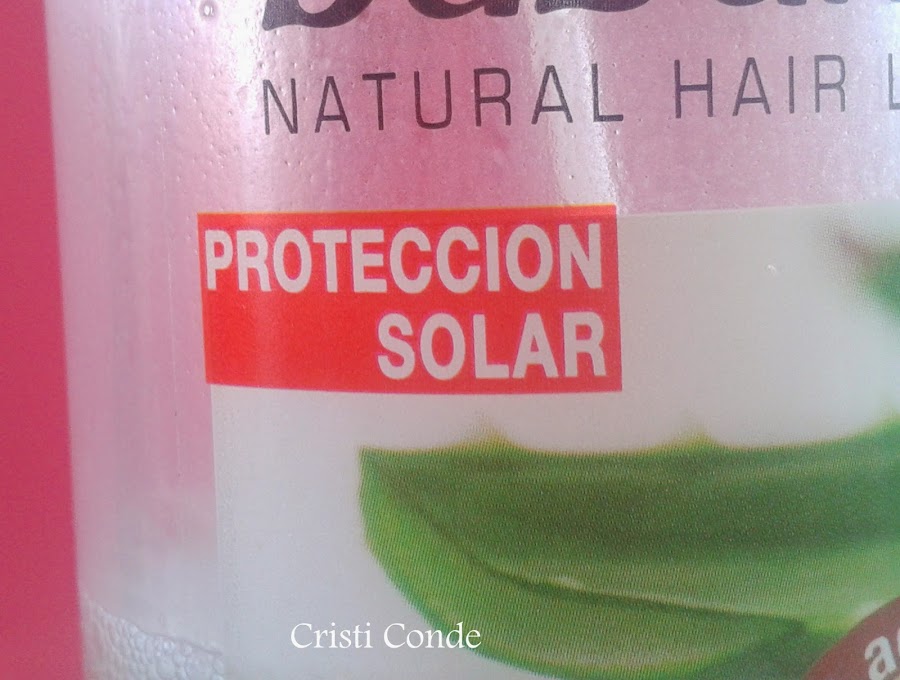 NATURAL HAIR
PROTECCION
SOLAR
Cristi Conde